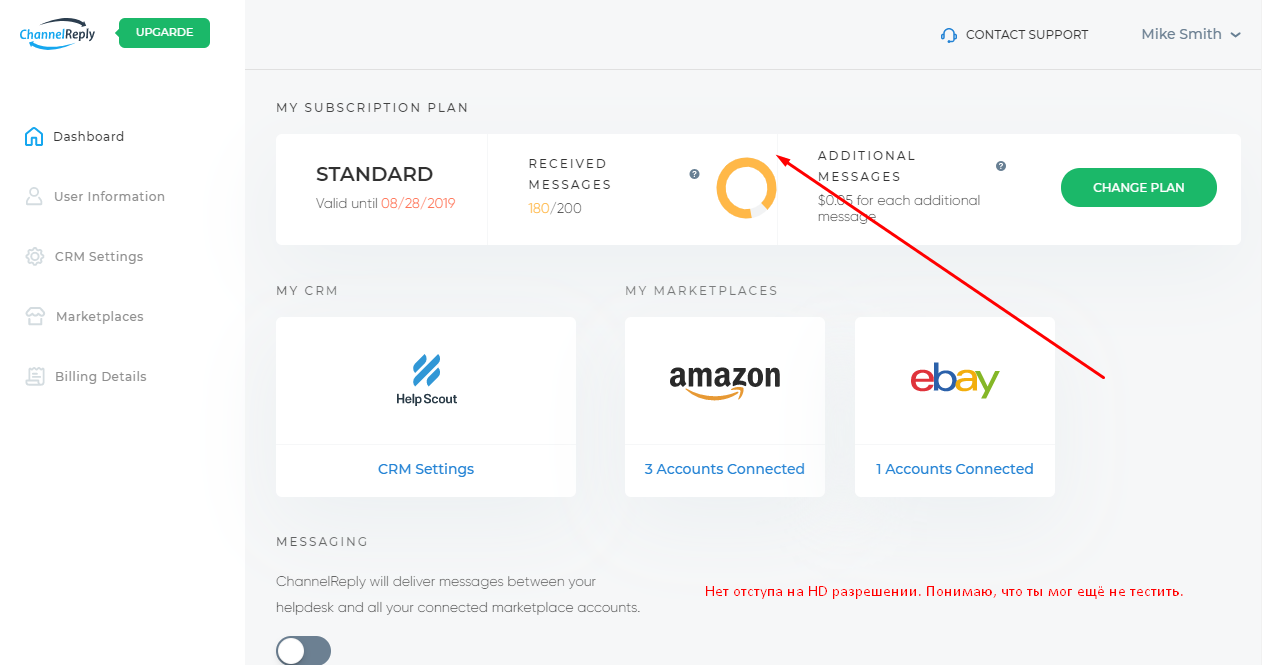 ChannelReply
UPGARDE
CONTACT SUPPORT
Mike Smith
Dashboard
User Information
CRM Settings
Marketplaces
Billing Details
MY SUBSCRIPTION PLAN
STANDARD
Valid until 08/28/2019
RECEIVED
MESSAGES
180/200
ADDITIONAL
MESSAGES
$0.05 for each additional
message
CHANGE PLAN
MY CRM
Help Scout
CRM Settings
MY MARKETPLACES
amazon
3 Accounts Connected
ebay
1 Accounts Connected
MESSAGING
ChannelReply will deliver messages between your
helpdesk and all your connected marketplace accounts.
Нет отступа на HD разрешении. Понимаю, что ты мог ещё не тестить.